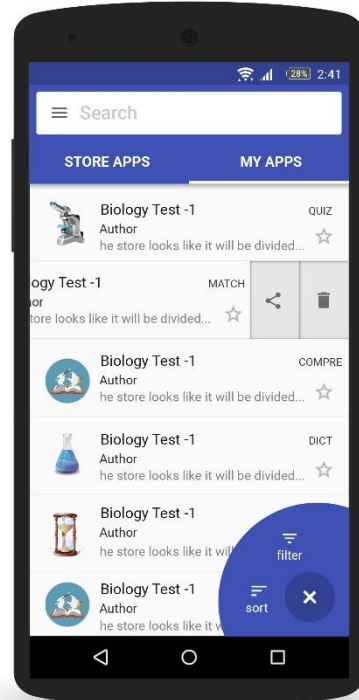 28% 2:41
Search
STORE APPS MY APPS
Biology Test -1 QUIZ
Author
he store looks like it will be divided...
ogy Test -1 MATCH
or
tore looks like it will be divided...
Biology Test -1 COMPRE
Author
he store looks like it will be divided...
Biology Test -1 DICT
Author
he store looks like it will be divided...
Biology Test -1
Author
he store looks like it will
filter
Biology Test -1
Author
he store looks like it w
sort